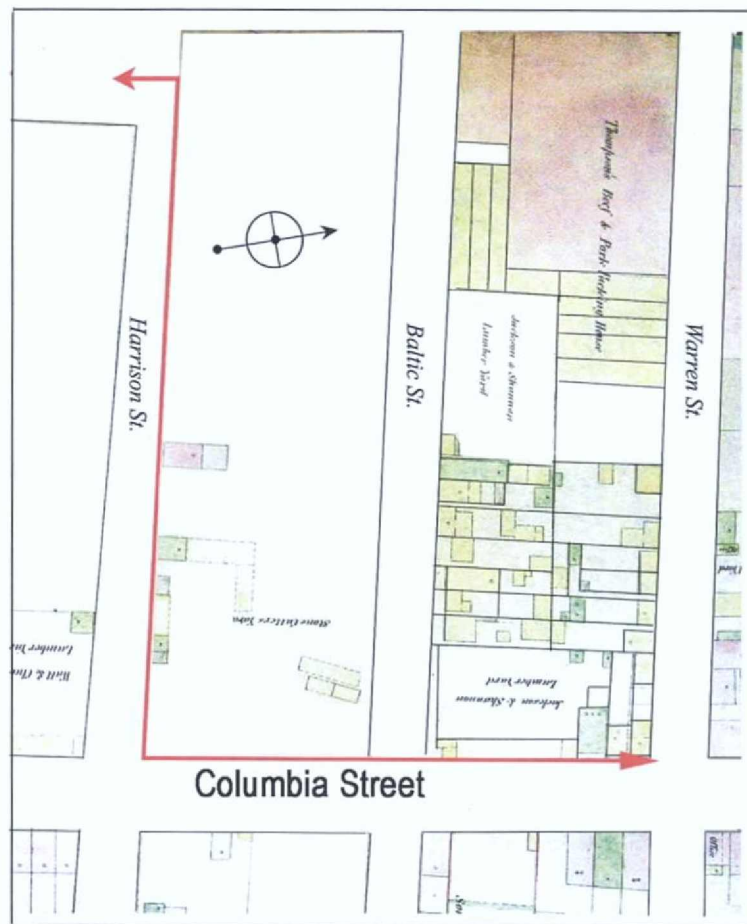 Thompson's Beef & Pork Packing House
Jackson & Shannon
Lumber Yard
Harrison St.
Baltic St.
Warren St.
Stone Cutters Yard
Lumber
Jackson & Shannon
Lumber Yard
Yard
Columbia Street
Office